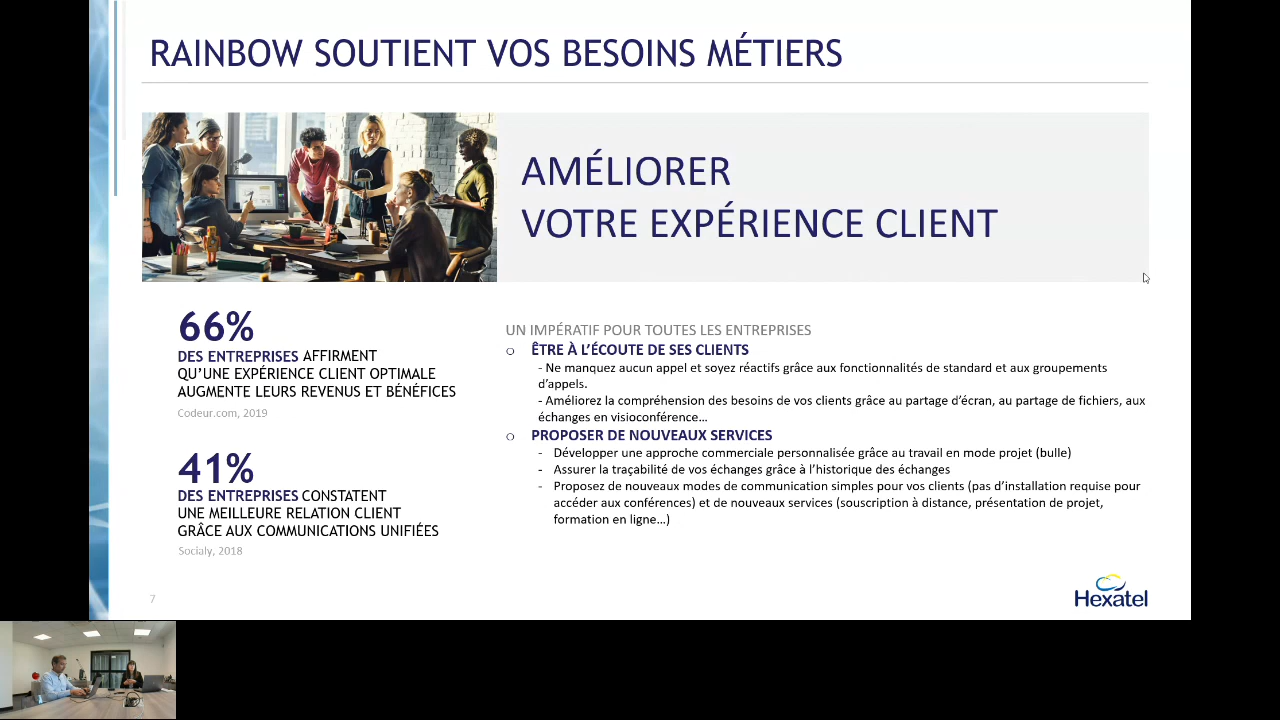 RAINBOW SOUTIENT VOS BESOINS MÉTIERS
AMÉLIORER
VOTRE EXPÉRIENCE CLIENT
66%
DES ENTREPRISES AFFIRMENT
QU’UNE EXPÉRIENCE CLIENT OPTIMALE
AUGMENTE LEURS REVENUS ET BÉNÉFICES
Codeur.com, 2019
41%
DES ENTREPRISES CONSTATENT
UNE MEILLEURE RELATION CLIENT
GRÂCE AUX COMMUNICATIONS UNIFIÉES
Socialy, 2018
UN IMPÉRATIF POUR TOUTES LES ENTREPRISES
o ÊTRE À L’ÉCOUTE DE SES CLIENTS
- Ne manquez aucun appel et soyez réactifs grâce aux fonctionnalités de standard et aux groupements
d’appels.
- Améliorez la compréhension des besoins de vos clients grâce au partage d’écran, au partage de fichiers, aux
échanges en visioconférence…
o PROPOSER DE NOUVEAUX SERVICES
- Développer une approche commerciale personnalisée grâce au travail en mode projet (bulle)
- Assurer la traçabilité de vos échanges grâce à l’historique des échanges
- Proposez de nouveaux modes de communication simples pour vos clients (pas d’installation requise pour
accéder aux conférences) et de nouveaux services (souscription à distance, présentation de projet,
formation en ligne…)
7
Hexatel